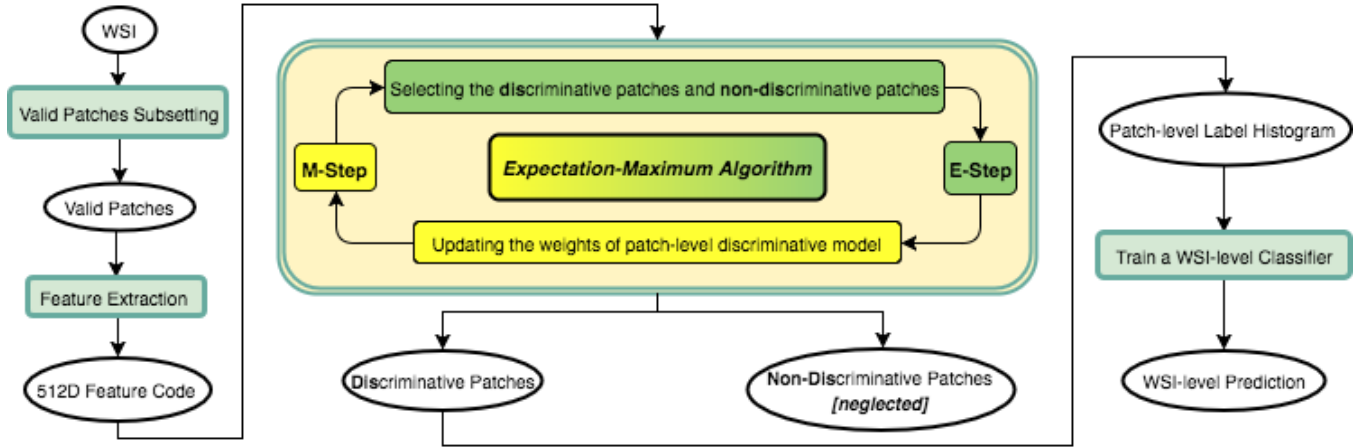 WSI
Valid Patches Subsetting
Valid Patches
Feature Extraction
512D Feature Code
Selecting the discriminative patches and non-discriminative patches
M-Step
Expectation-Maximum Algorithm
E-Step
Updating the weights of patch-level discriminative model
Discriminative Patches
Non-Discriminative Patches
[neglected]
Patch-level Label Histogram
Train a WSI-level Classifier
WSI-level Prediction